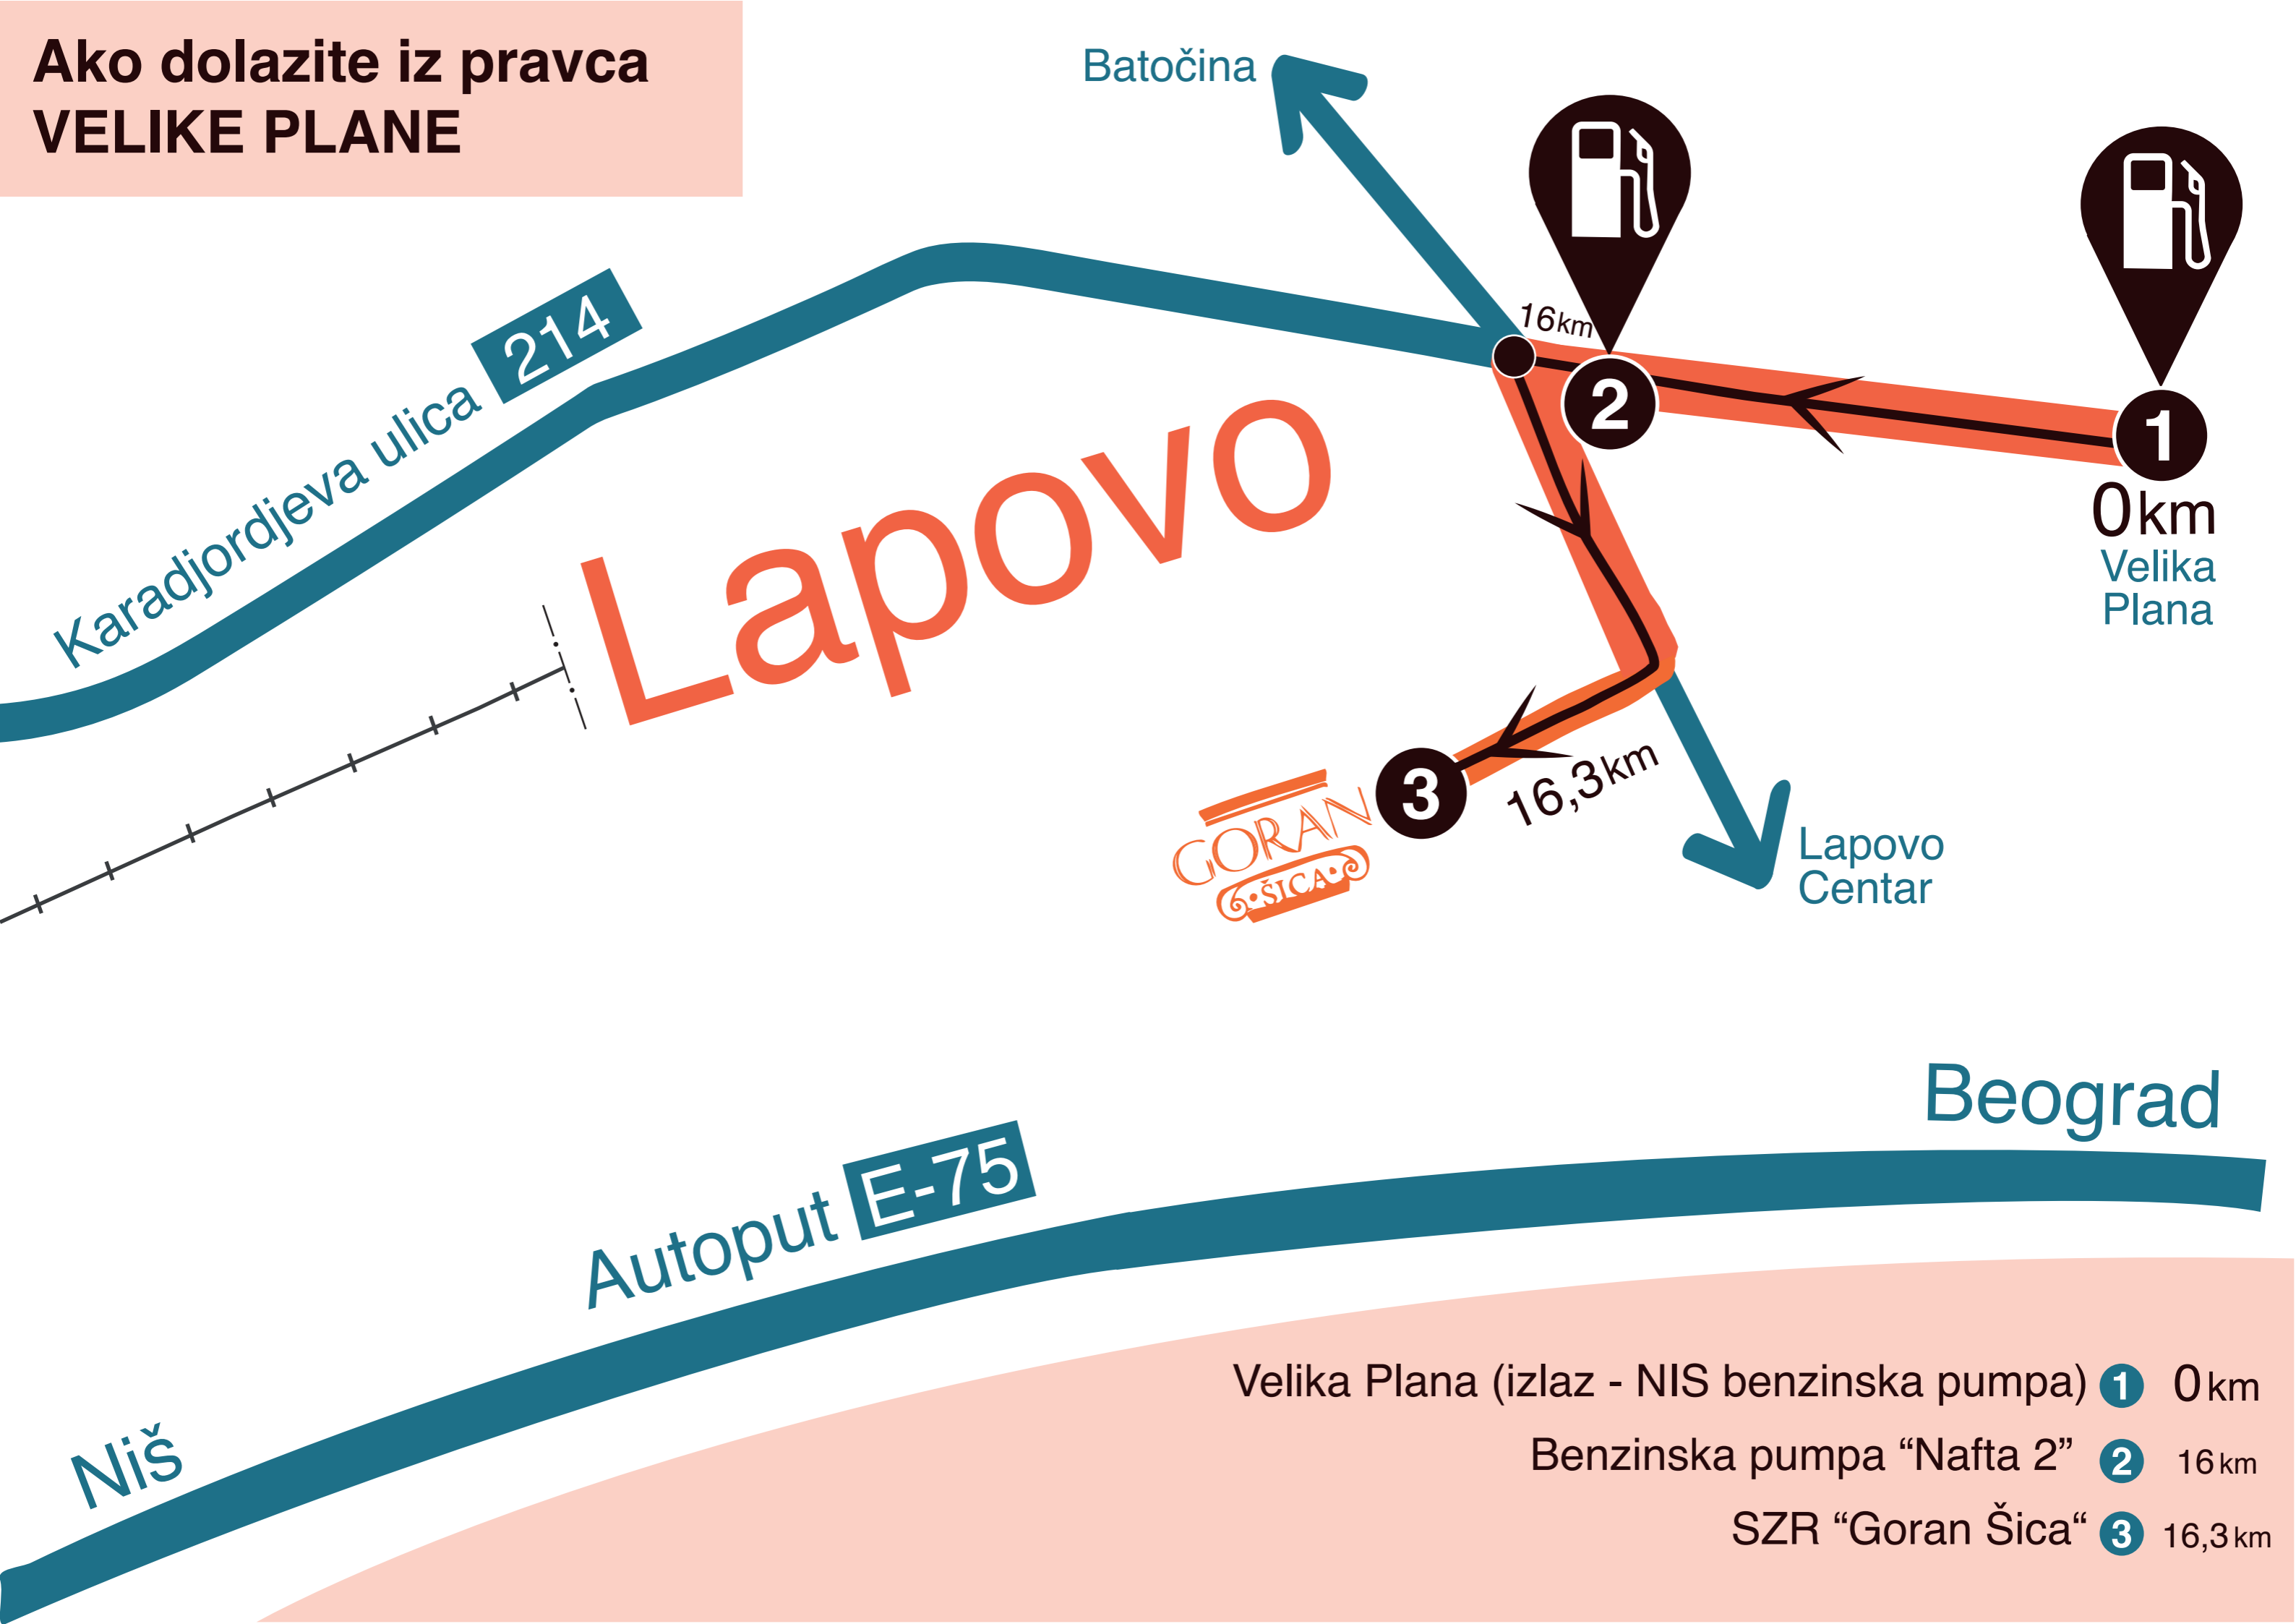 Ako dolazite iz pravca
VELIKE PLANE
Batočina
16km
2
1
0km
Velika
Plana
Karadjordjeva ulica 214
Lapovo
3
16,3km
GORAN
ŠICA
Lapovo
Centar
Beograd
Autoput E-75
Niš
Velika Plana (izlaz - NIS benzinska pumpa) 1 0km
Benzinska pumpa “Nafta 2” 2 16km
SZR “Goran Šica“ 3 16,3km